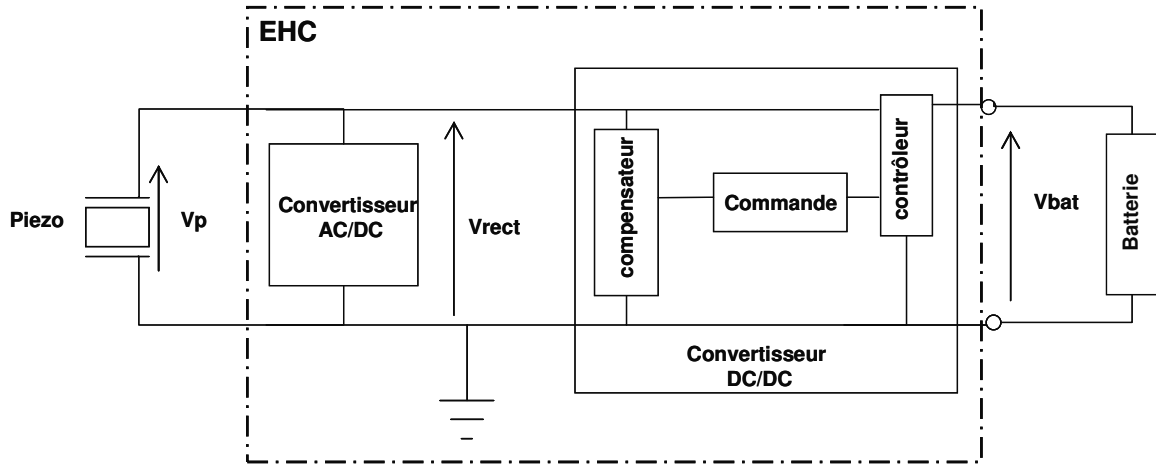 EHC
Piezo
Vp
Convertisseur
AC/DC
Vrect
compensateur
Commande
contrôleur
Vbat
Batterie
Convertisseur
DC/DC